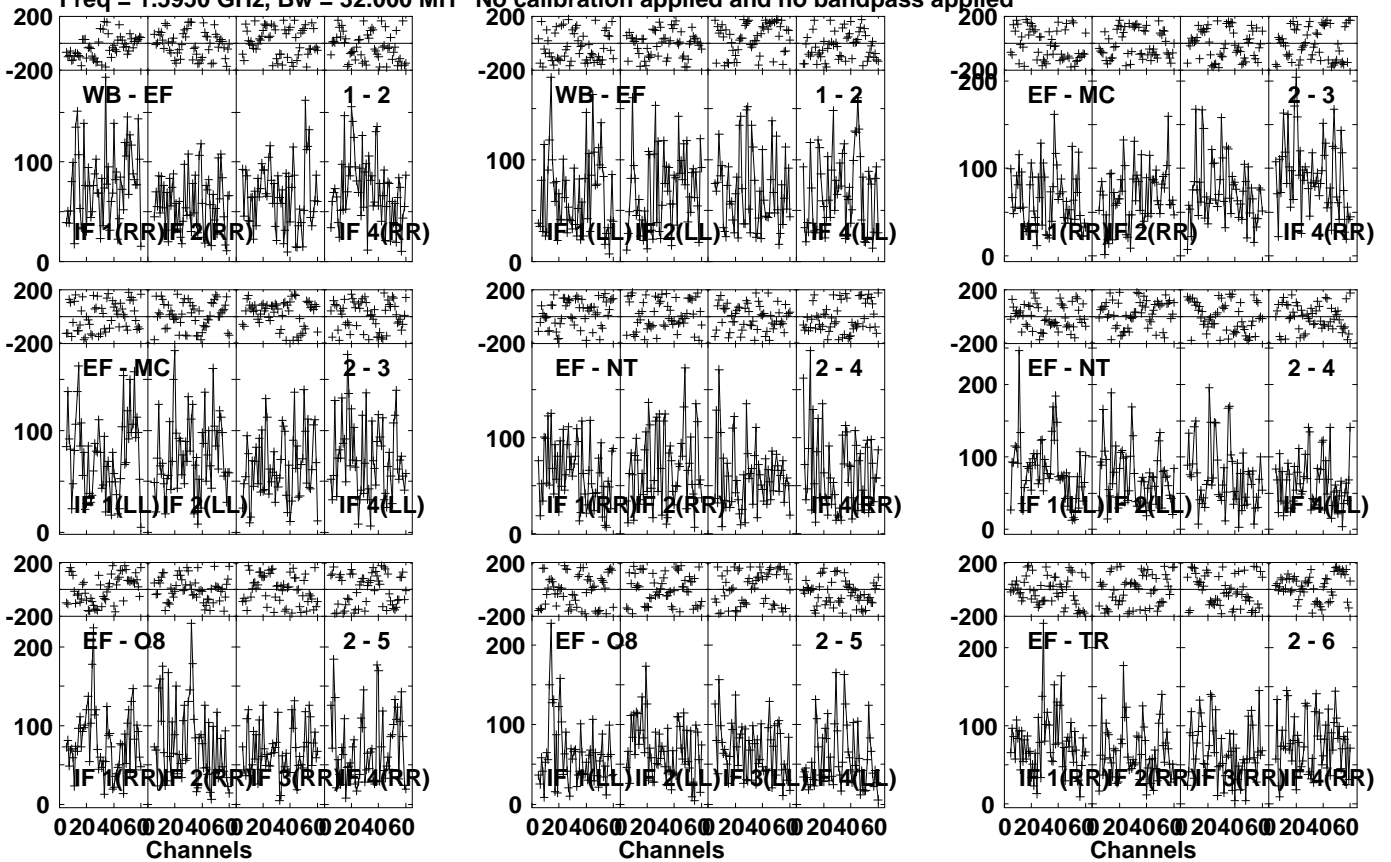 Freq = 1.5950 GHz, Bw = 32.000 MH No calibration applied and no bandpass applied
200
-200
WB - EF 1 - 2
100
IF 1(RR) IF 2(RR) IF 4(RR)
0
WB - EF 1 - 2
100
IF 1(LL) IF 2(LL) IF 4(LL)
0
-200
200
EF - MC 2 - 3
100
IF 1(RR) IF 2(RR) IF 4(RR)
0
200
-200
EF - MC 2 - 3
100
IF 1(LL) IF 2(LL) IF 4(LL)
0
200
-200
EF - NT 2 - 4
100
IF 1(RR) IF 2(RR) IF 4(RR)
0
200
-200
EF - NT 2 - 4
200
100
IF 1(LL) IF 2(LL) IF 4(LL)
0
200
-200
EF - O8 2 - 5
200
100
IF 1(RR) IF 2(RR) IF 3(RR) IF 4(RR)
0
0 20 40 60 0 20 40 60 0 20 40 60 0 20 40 60
Channels
200
-200
EF - O8 2 - 5
200
100
IF 1(LL) IF 2(LL) IF 3(LL) IF 4(LL)
0
0 20 40 60 0 20 40 60 0 20 40 60 0 20 40 60
Channels
200
-200
EF - TR 2 - 6
200
100
IF 1(RR) IF 2(RR) IF 3(RR) IF 4(RR)
0
0 20 40 60 0 20 40 60 0 20 40 60 0 20 40 60
Channels